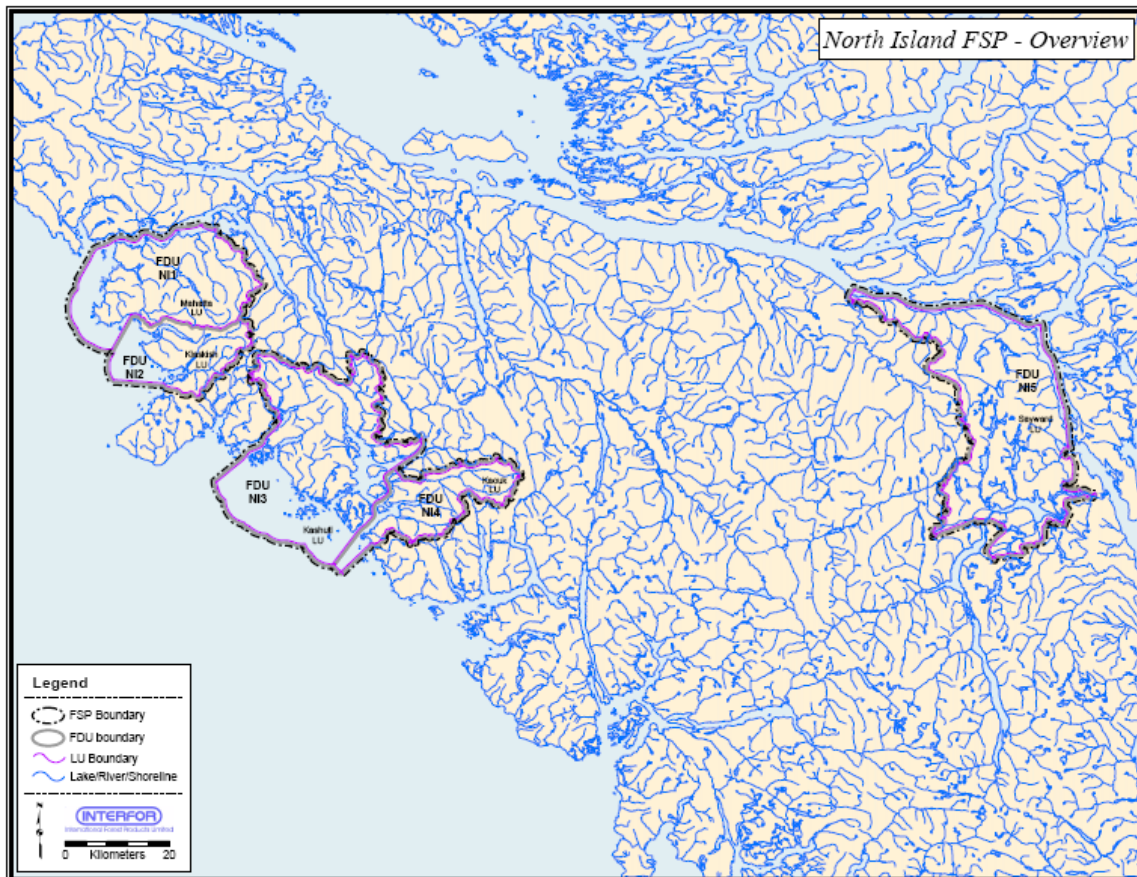 North Island FSP - Overview
FDU
NI1
Mahatta
LU
FDU
NI2
Klaskish
LU
FDU
NI3
Kashutl
LU
FDU
NI4
Kaouk
LU
FDU
NI5
Sayward
LU
Legend
FSP Boundary
FDU boundary
LU Boundary
Lake/River/Shoreline
N
INTERFOR
International Forest Products Limited
0 Kilometers 20